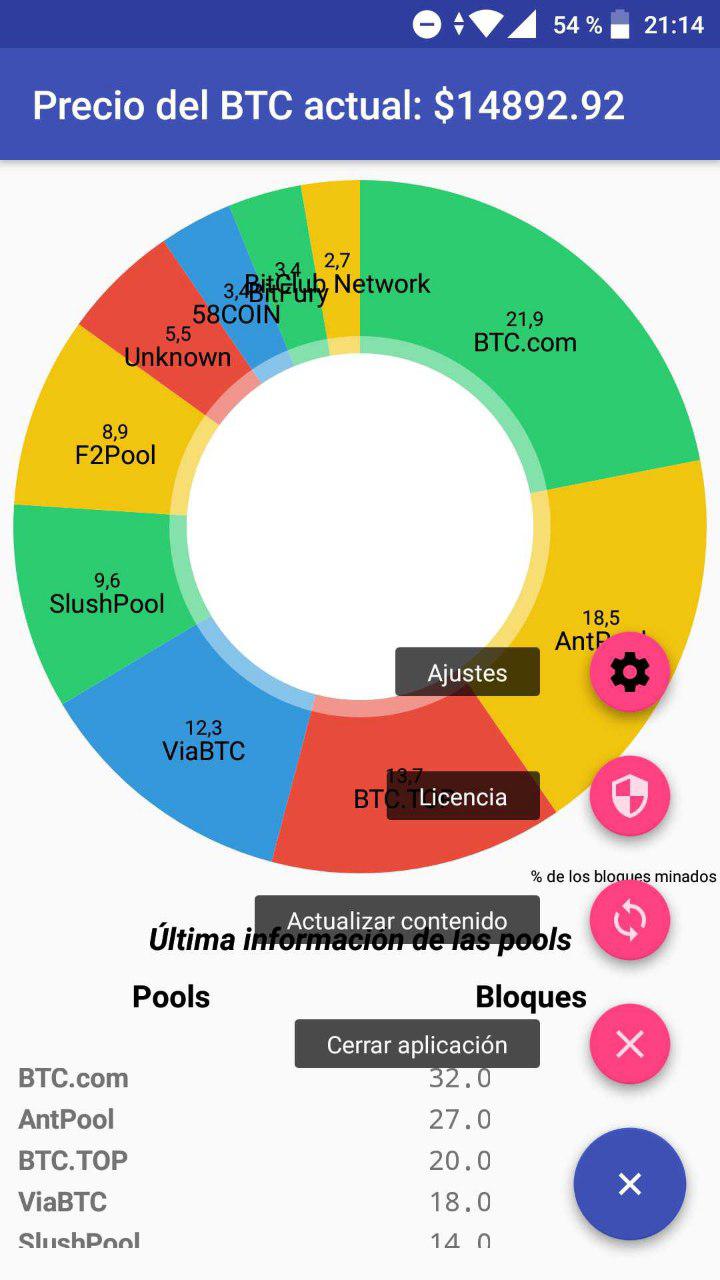 54 % 21:14
Precio del BTC actual: $14892.92
2,7
BitClub Network
3,4
BitFury
3,4
58COIN
21,9
BTC.com
5,5
Unknown
8,9
F2Pool
9,6
SlushPool
18,5
AntPool
Ajustes
12,3
ViaBTC
13,7
BTC.TOP
Licencia
% de los bloques minados
Actualizar contenido
Última información de las pools
Pools Bloques
Cerrar aplicación
BTC.com 32.0
AntPool 27.0
BTC.TOP 20.0
ViaBTC 18.0
SlushPool 14.0